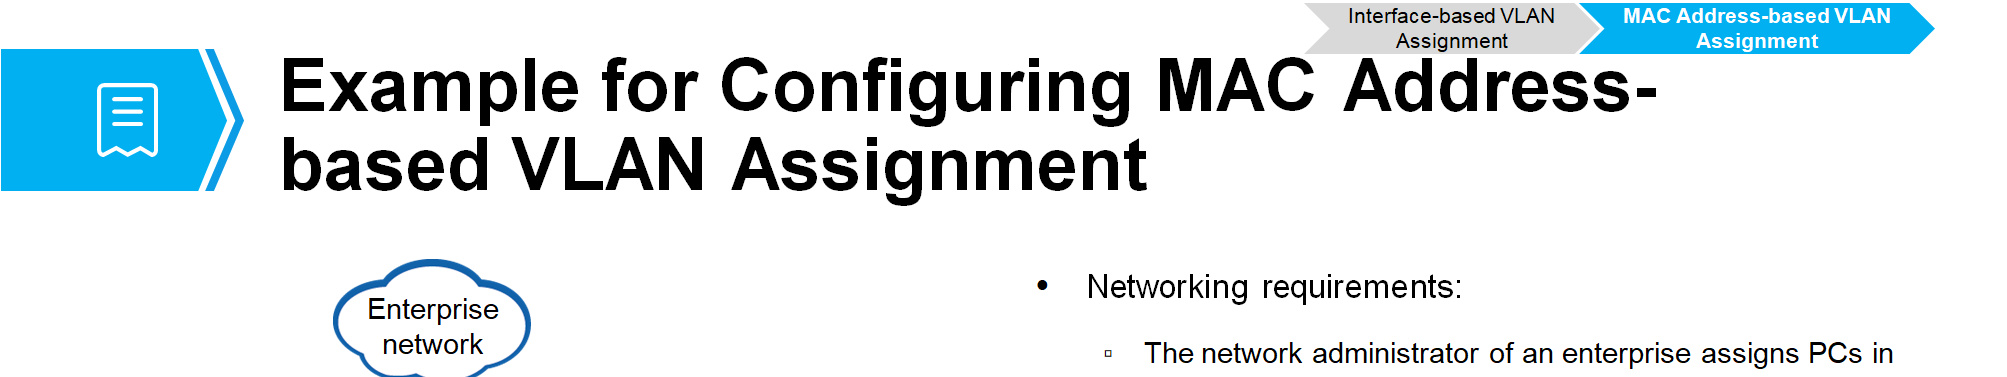 Interface-based VLAN
Assignment
MAC Address-based VLAN
Assignment
Example for Configuring MAC Address-
based VLAN Assignment
Enterprise
network
• Networking requirements:
▫ The network administrator of an enterprise assigns PCs in